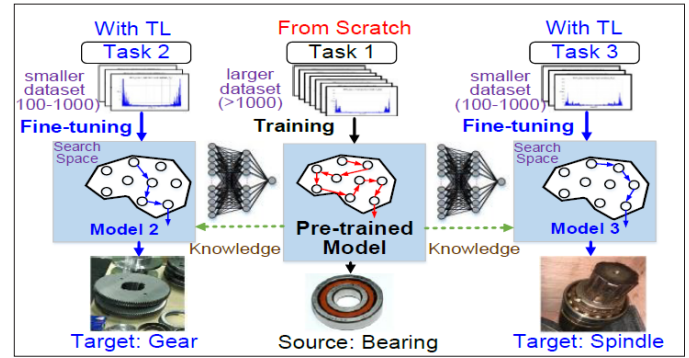 With TL
From Scratch
With TL
Task 2
Task 1
Task 3
smaller
dataset
100-1000)
larger
dataset
(>1000)
smaller
dataset
(100-1000)
Fine-tuning
Training
Fine-tuning
Search
Space
Search
Space
Model 2
Pre-trained
Model
Model 3
Knowledge
Knowledge
Target: Gear
Source: Bearing
Target: Spindle